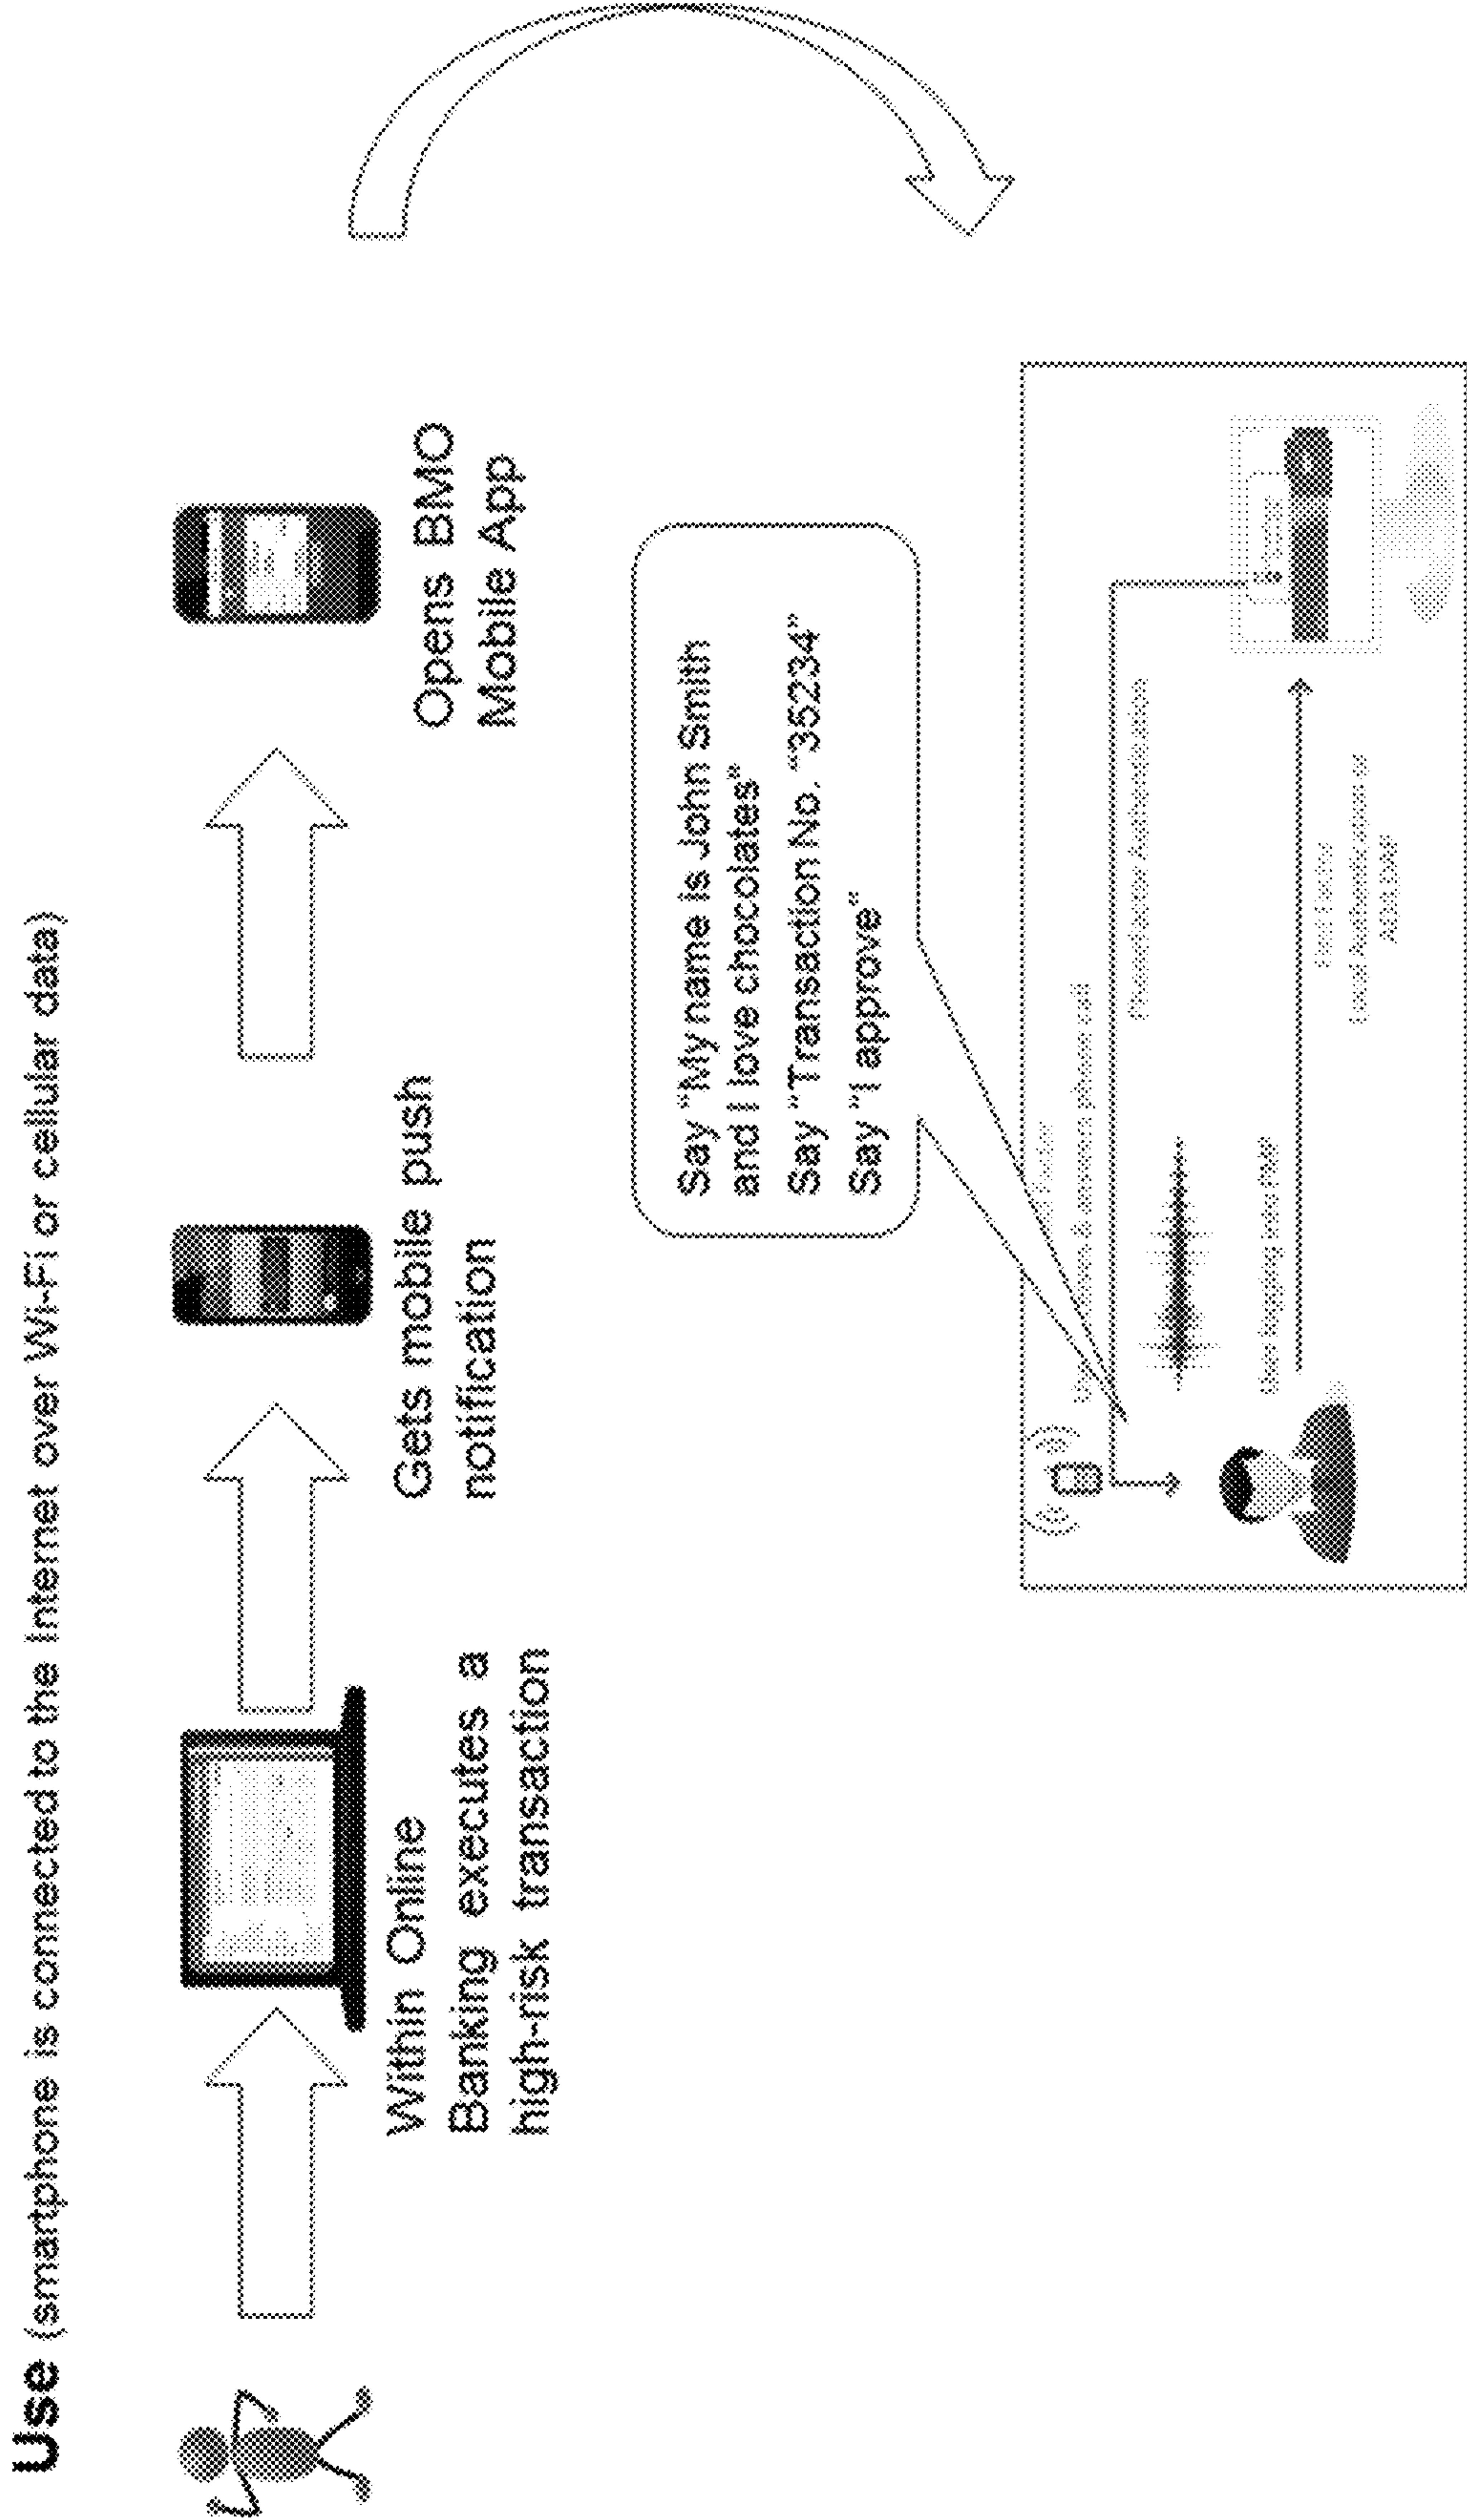 Use (smartphone is connected to the Internet over Wi-Fi or cellular data)
Within Online
Banking executes a
high-risk transaction
Gets mobile push
notification
Opens BMO
Mobile App
Say "My name is John Smith
and I love chocolates"
Say "Transaction No. "35234"
Say "I approve"